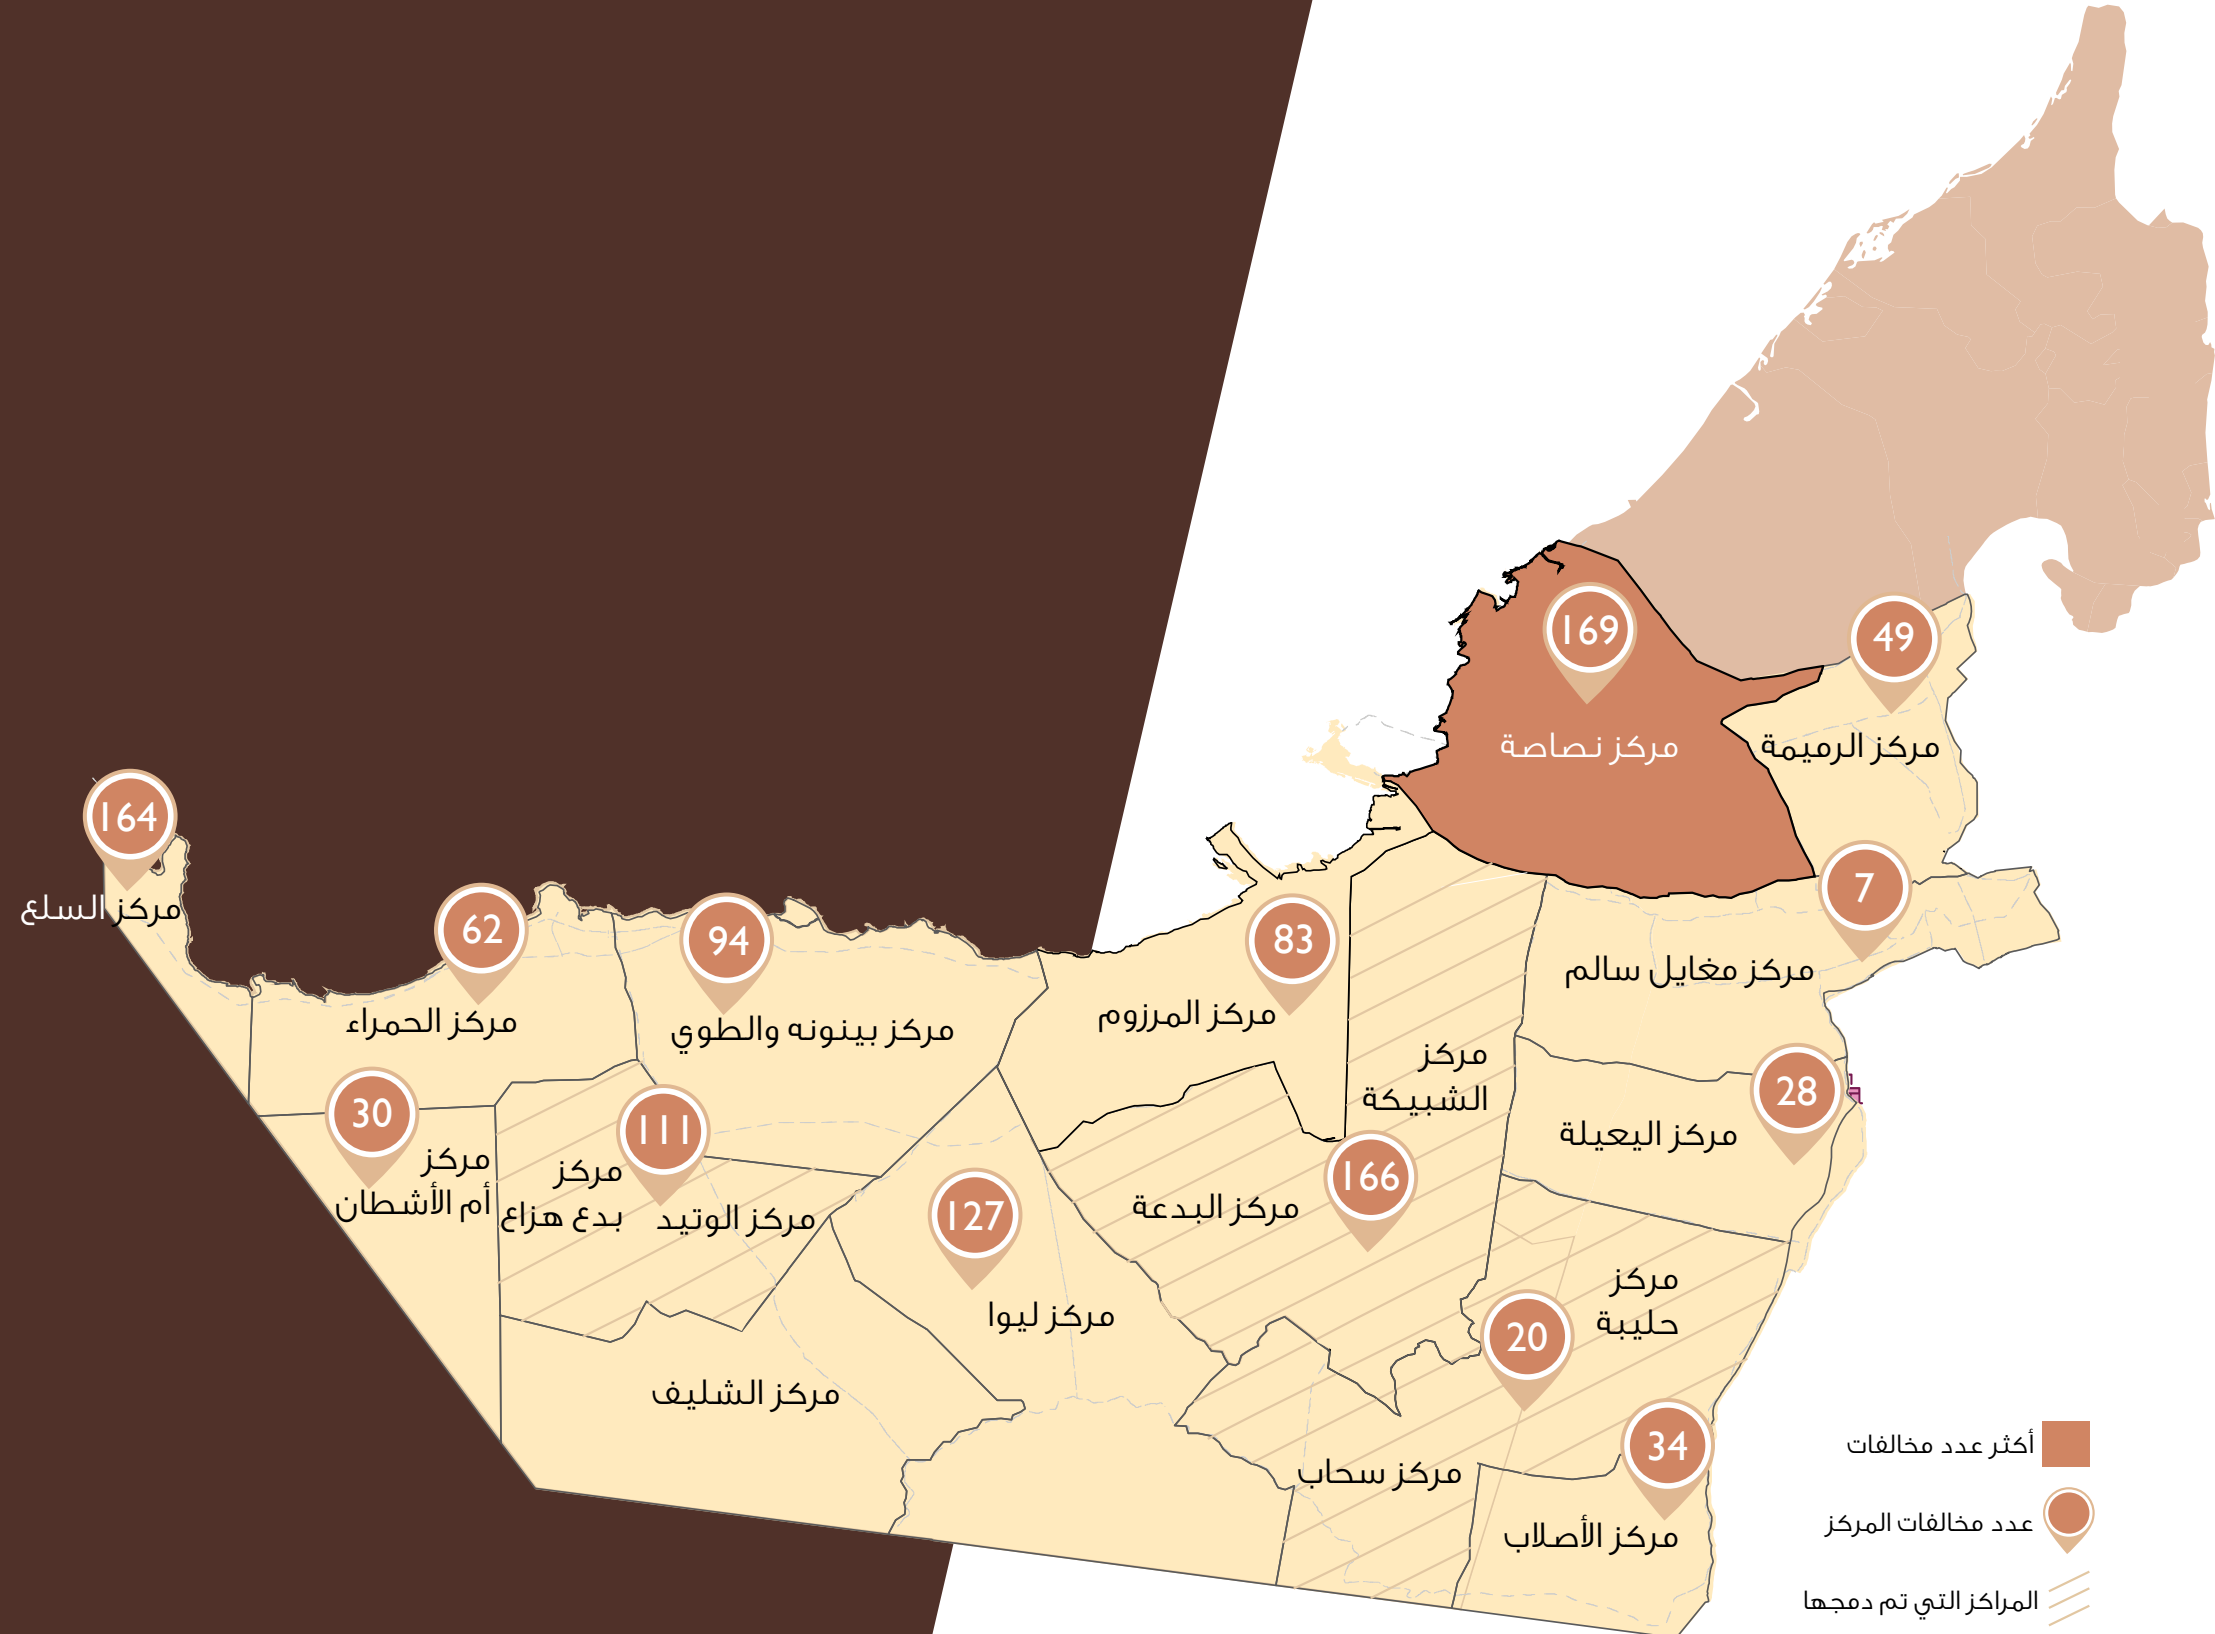 169
مركز نصاصة
49
مركز الرميمة
7
مركز مغايل سالم
28
مركز اليعيلة
83
مركز المرزوم
مركز
الشبيكة
166
مركز البدعة
مركز
حليبة
20
مركز سحاب
34
مركز الأصلاب
127
مركز ليوا
94
مركز بينونه والطوي
62
مركز الحمراء
164
مركز السلع
30
مركز
أم الأشطان
111
مركز
بدع هزاع
مركز الوتيد
مركز الشليف
أكثر عدد مخالفات
عدد مخالفات المركز
المراكز التي تم دمجها